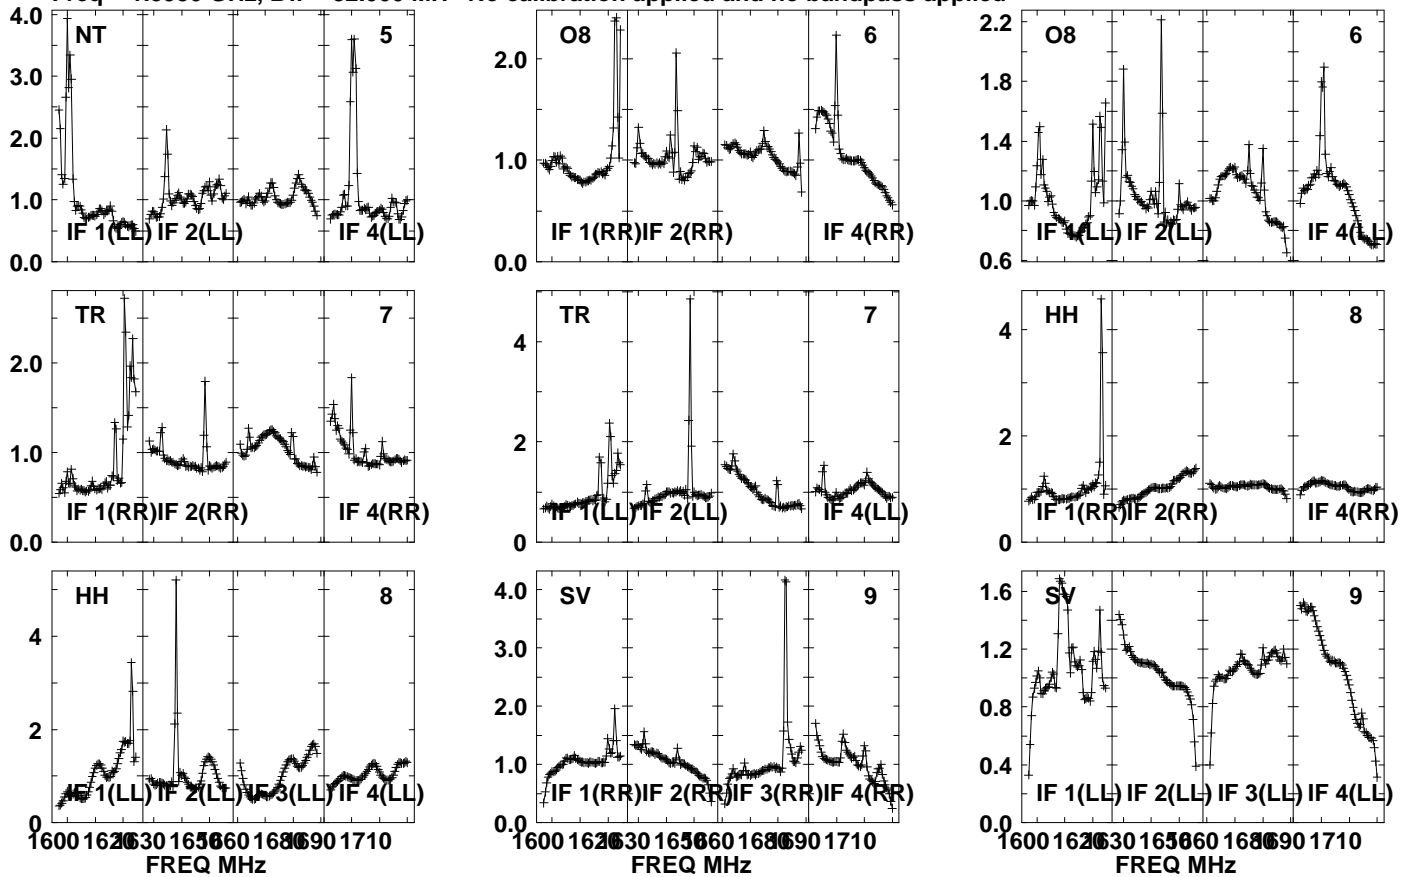 No calibration applied and no bandpass applied
4.0 NT 5
3.0
2.0
1.0
0.0
IF 1(LL) IF 2(LL) IF 4(LL)
O8 6
2.0
1.0
0.0
IF 1(RR) IF 2(RR) IF 4(RR)
2.2 O8 6
1.8
1.4
1.0
0.6
IF 1(LL) IF 2(LL) IF 4(LL)
TR 7
2.0
1.0
0.0
IF 1(RR) IF 2(RR) IF 4(RR)
TR 7
4
2
0
IF 1(LL) IF 2(LL) IF 4(LL)
HH 8
4
2
0
IF 1(RR) IF 2(RR) IF 4(RR)
HH 8
4
2
0
IF 1(LL) IF 2(LL) IF 3(LL) IF 4(LL)
1600 1620 1630 1650 1660 1680 1690 1710
FREQ MHz
SV 9
4.0
3.0
2.0
1.0
0.0
IF 1(RR) IF 2(RR) IF 3(RR) IF 4(RR)
1600 1620 1630 1650 1660 1680 1690 1710
FREQ MHz
SV 9
1.6
1.2
0.8
0.4
0.0
IF 1(LL) IF 2(LL) IF 3(LL) IF 4(LL)
1600 1620 1630 1650 1660 1680 1690 1710
FREQ MHz